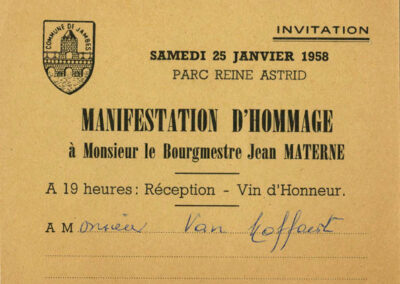 COMMUNE DE JAMBES
INVITATION
SAMEDI 25 JANVIER 1958
PARC REINE ASTRID
MANIFESTATION D'HOMMAGE
à Monsieur le Bourgmestre Jean MATERNE
A 19 heures: Réception - Vin d'Honneur.
A Monsieur Van